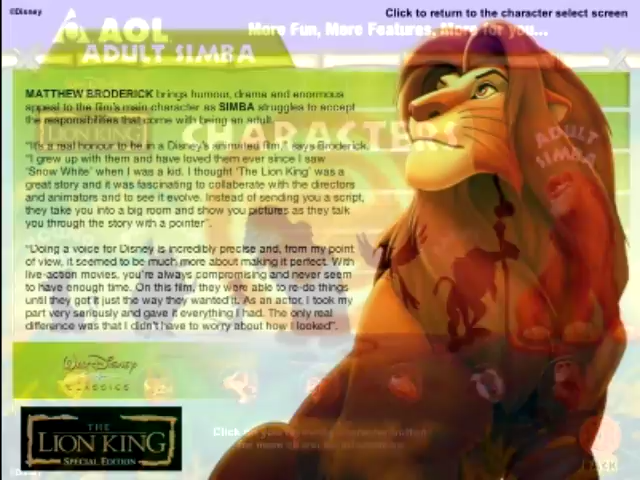 ©Disney
Click to return to the character select screen
AOL
More Fun, More Features, More for you...
ADULT SIMBA
MATTHEW BRODERICK brings humour, drama and enormous
appeal to the film's main character as SIMBA struggles to accept
the responsibilities that come with being an adult.
LION KING
CHARACTERS
ADULT
SIMBA
"It's a real honour to be in a Disney's animated film," says Broderick.
"I grew up with them and have loved them ever since I saw
'Snow White' when I was a kid. I thought 'The Lion King' was a
great story and it was fascinating to collaborate with the directors
and animators and to see it evolve. Instead of sending you a script,
they take you into a big room and show you pictures as they talk
you through the story with a pointer".
"Doing a voice for Disney is incredibly precise and, from my point
of view, it seemed to be much more about making it perfect. With
live-action movies, you're always compromising and never seem
to have enough time. On this film, they were able to re-do things
until they got it just the way they wanted it. As an actor, I took my
part very seriously and gave it everything I had. The only real
difference was that I didn't have to worry about how I looked".
Walt Disney
CLASSICS
THE
LION KING
SPECIAL EDITION
Click on
button
BACK